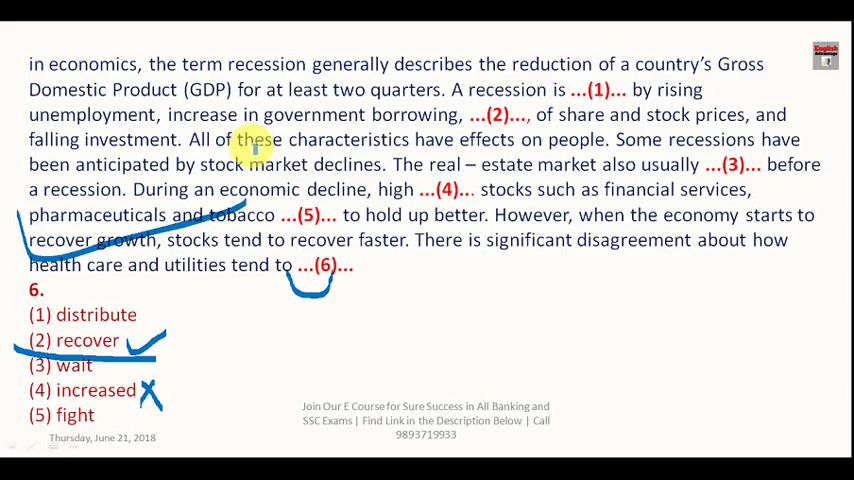 English
Advantage
in economics, the term recession generally describes the reduction of a country's Gross
Domestic Product (GDP) for at least two quarters. A recession is ...(1)... by rising
unemployment, increase in government borrowing, ...(2)..., of share and stock prices, and
falling investment. All of these characteristics have effects on people. Some recessions have
been anticipated by stock market declines. The real – estate market also usually ...(3)... before
a recession. During an economic decline, high ...(4)... stocks such as financial services,
pharmaceuticals and tobacco ...(5)... to hold up better. However, when the economy starts to
recover growth, stocks tend to recover faster. There is significant disagreement about how
health care and utilities tend to ...(6)...
6.
(1) distribute
(2) recover
(3) wait
(4) increased
(5) fight
Join Our E Course for Sure Success in All Banking and
SSC Exams | Find Link in the Description Below | Call
9893719933
Thursday, June 21, 2018